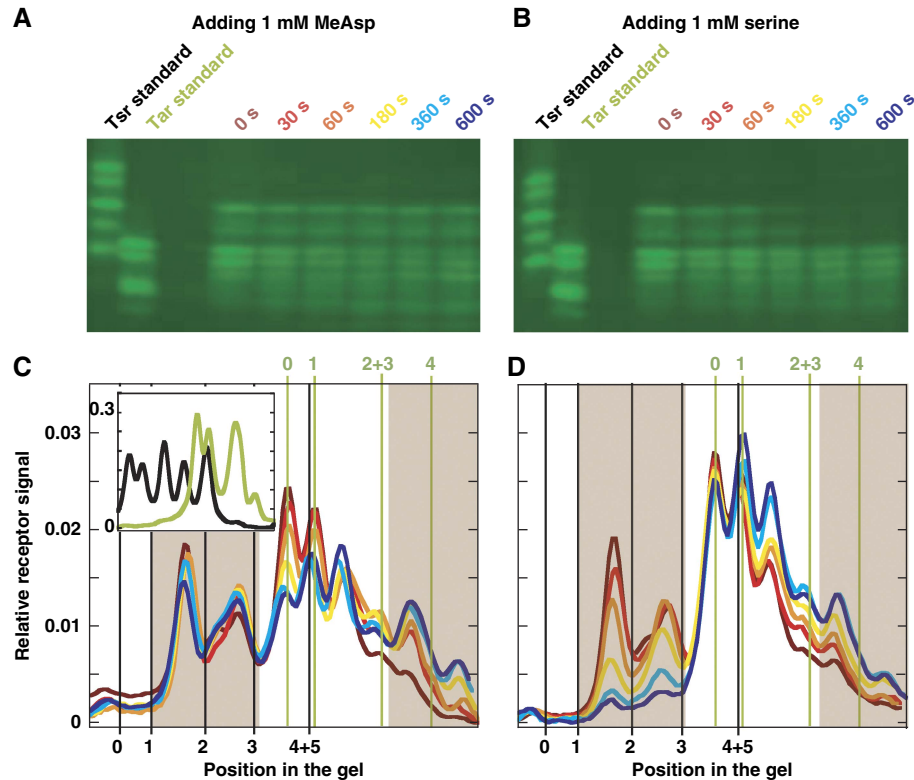 A
Adding 1 mM MeAsp
Tsr standard
Tar standard
0 s
30 s
60 s
180 s
360 s
600 s
B
Adding 1 mM serine
Tsr standard
Tar standard
0 s
30 s
60 s
180 s
360 s
600 s
C
0 1 2+3 4
0.3
0
0.03
0.02
0.01
0
Relative receptor signal
0 1 2 3 4+5
Position in the gel
D
0 1 2+3 4
0 1 2 3 4+5
Position in the gel